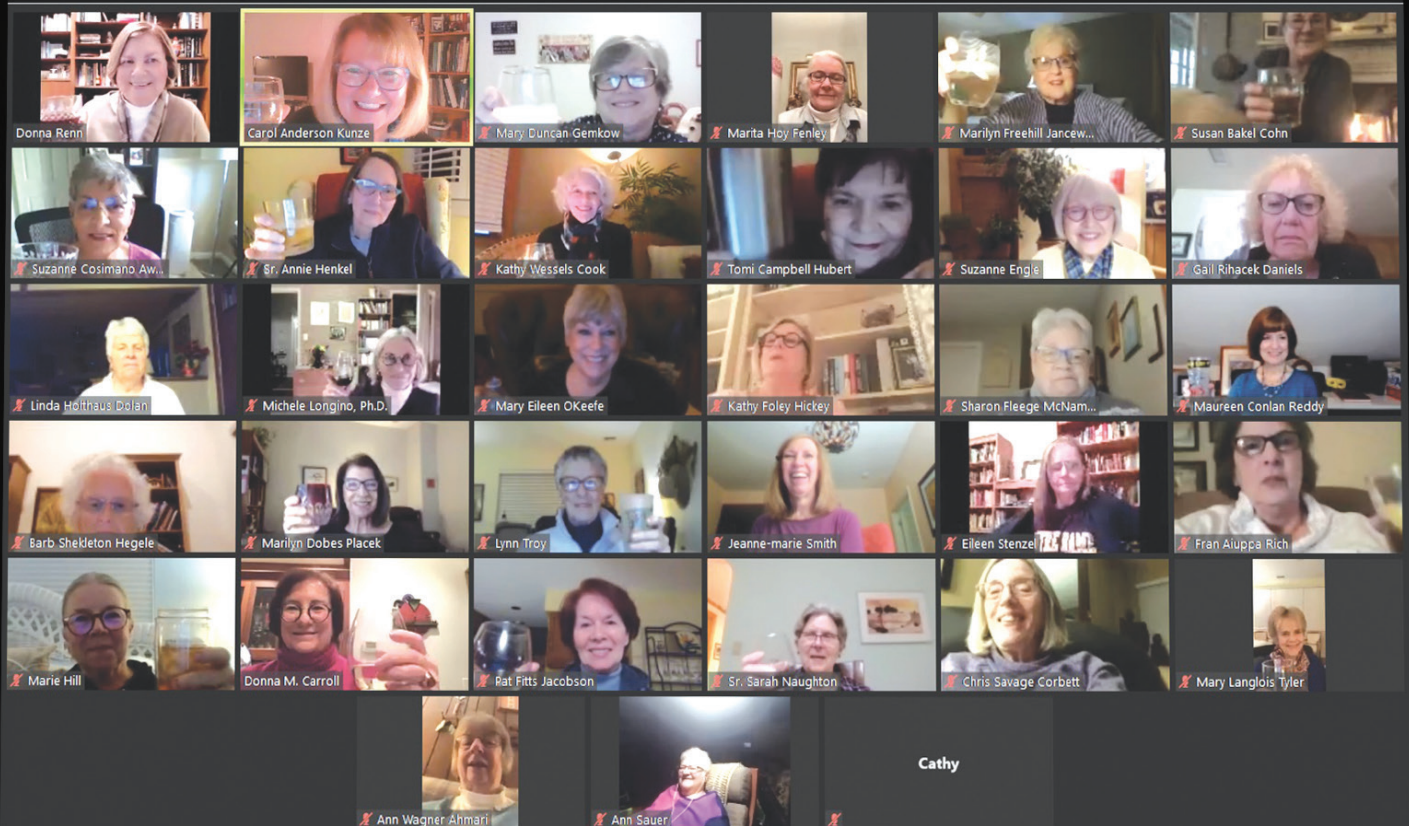 Donna Renn
Carol Anderson Kunze
Mary Duncan Gemkow
Marita Hoy Fenley
Marilyn Freehill Jancew...
Susan Bakel Cohn
Suzanne Cosimano Aw...
Sr. Annie Henkel
Kathy Wessels Cook
Tomi Campbell Hubert
Suzanne Engle
Gail Rihacek Daniels
Linda Holthaus Dolan
Michele Longino, Ph.D.
Mary Eileen OKeefe
Kathy Foley Hickey
Sharon Fleege McNam...
Maureen Conlan Reddy
Barb Shekleton Hegele
Marilyn Dobes Placek
Lynn Troy
Jeanne-marie Smith
Eileen Stenzel
Fran Aiuppa Rich
Marie Hill
Donna M. Carroll
Pat Fitts Jacobson
Sr. Sarah Naughton
Chris Savage Corbett
Mary Langlois Tyler
Ann Wagner Ahmari
Ann Sauer
Cathy